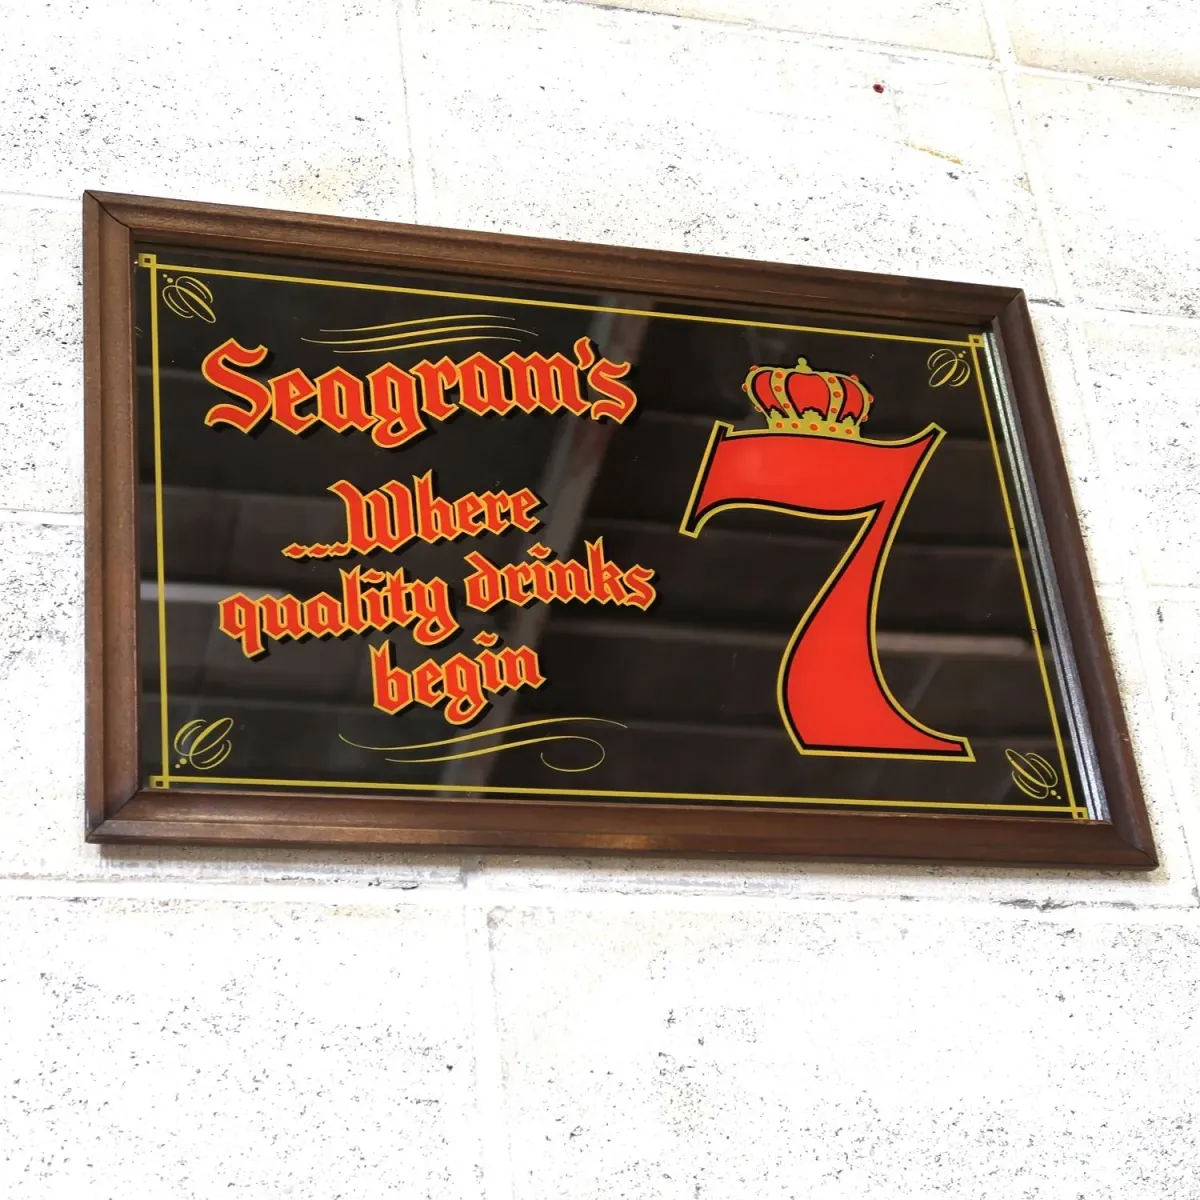 Seagram's
...Where
quality drinks
begin
7